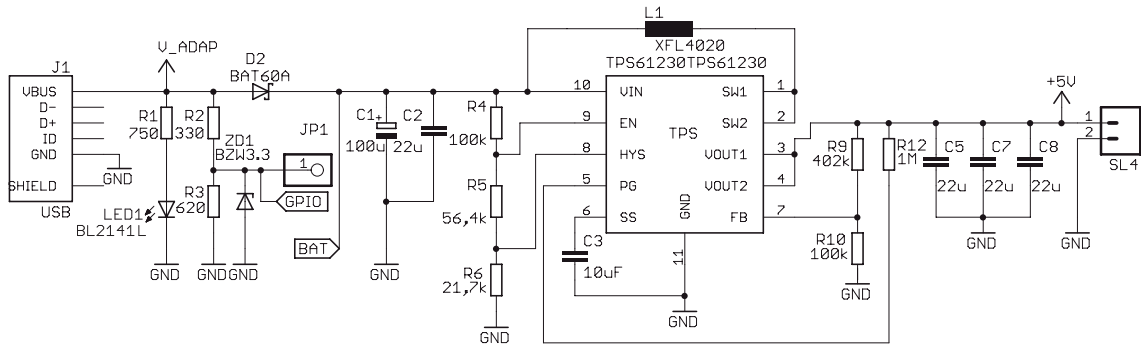 J1
VBUS
D-
D+
ID
GND
SHIELD
USB
GND
V_ADAP
R1
750
LED1
BL2141L
GND
R2
330
R3
620
GND
ZD1
BZW3.3
GND
D2
BAT60A
JP1
1
GPIO
BAT
C1
+
100u
C2
22u
GND
R4
100k
R5
56,4k
R6
21,7k
GND
L1
XFL4020
TPS61230TPS61230
10
VIN
9
EN
8
HYS
5
PG
6
SS
TPS
GND
11
SW1
1
SW2
2
VOUT1
3
VOUT2
4
FB
7
C3
10uF
GND
R9
402k
R10
100k
GND
R12
1M
C5
22u
C7
22u
C8
22u
GND
+5V
1
2
SL4
GND